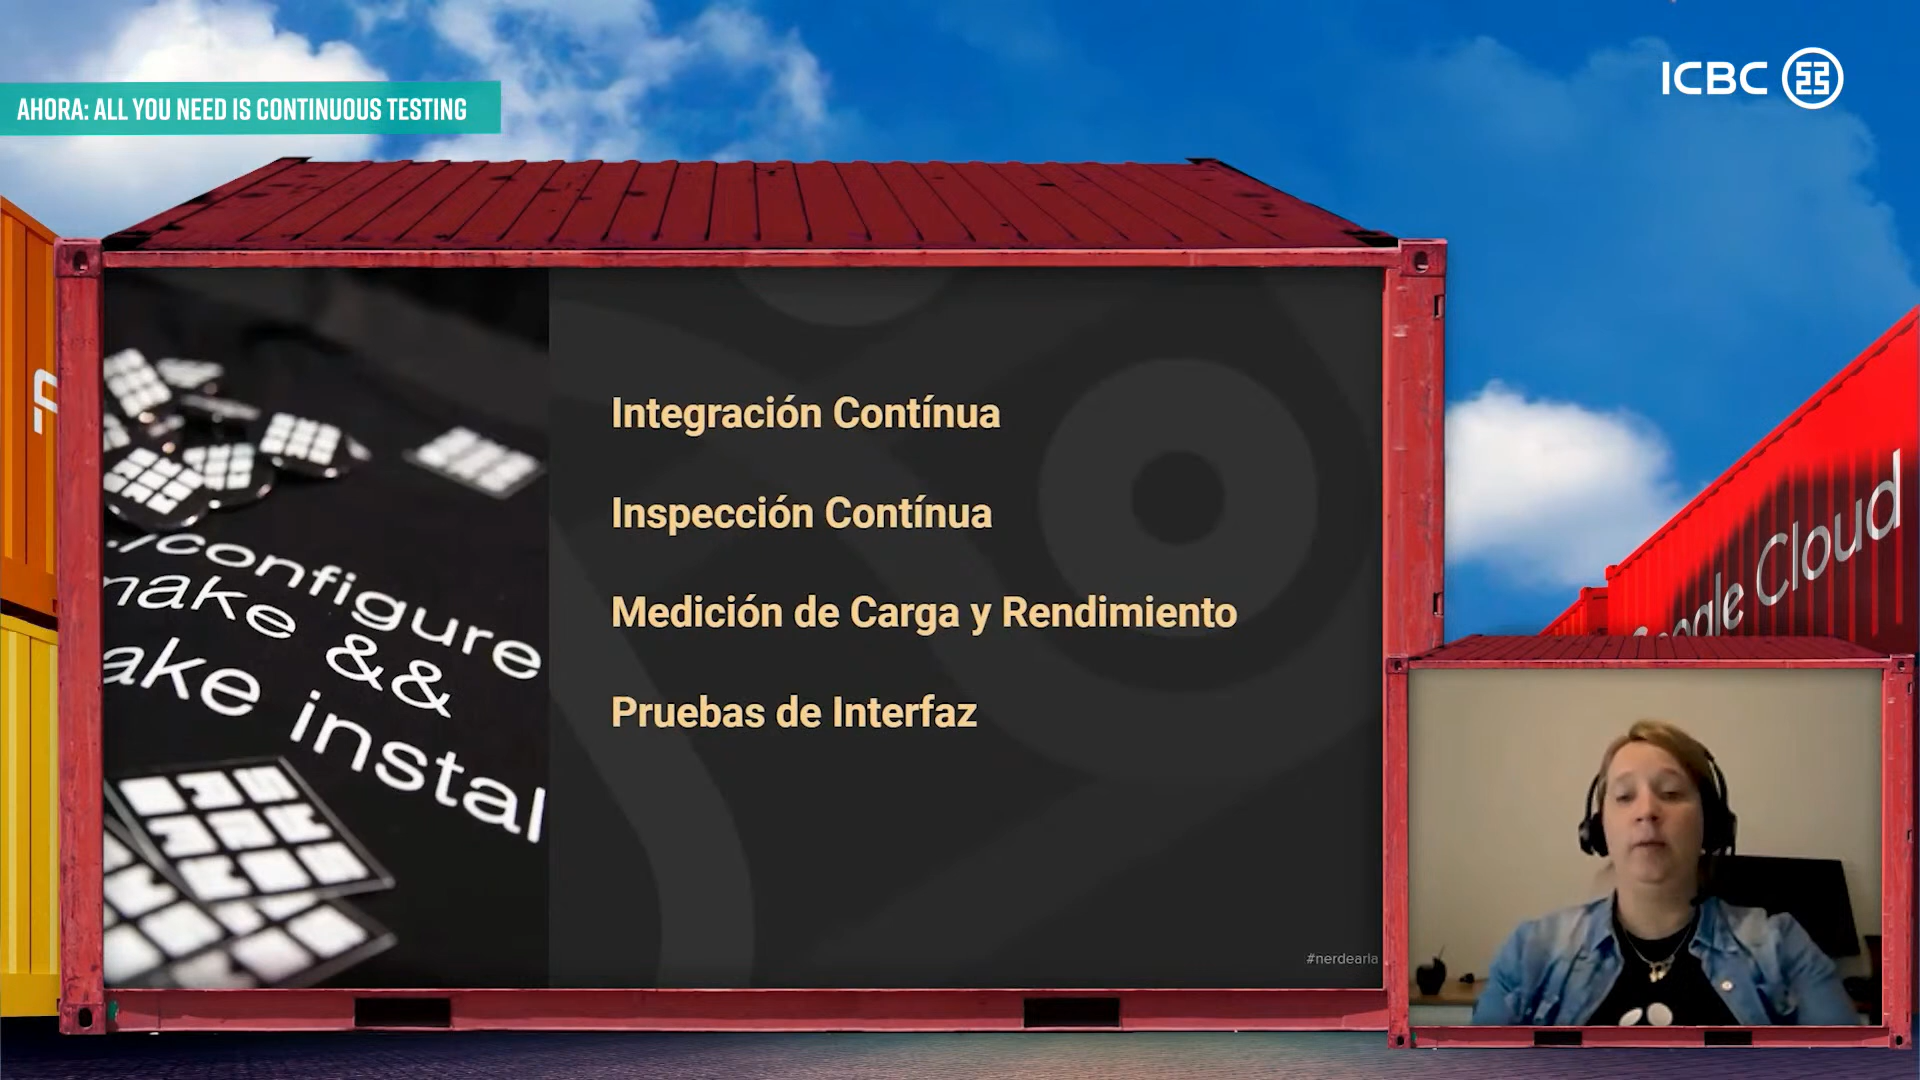 AHORA: ALL YOU NEED IS CONTINUOUS TESTING
ICBC
Integración Contínua
Inspección Contínua
Medición de Carga y Rendimiento
Pruebas de Interfaz
./configure
make &&
make instal
#nerdearla
Google Cloud